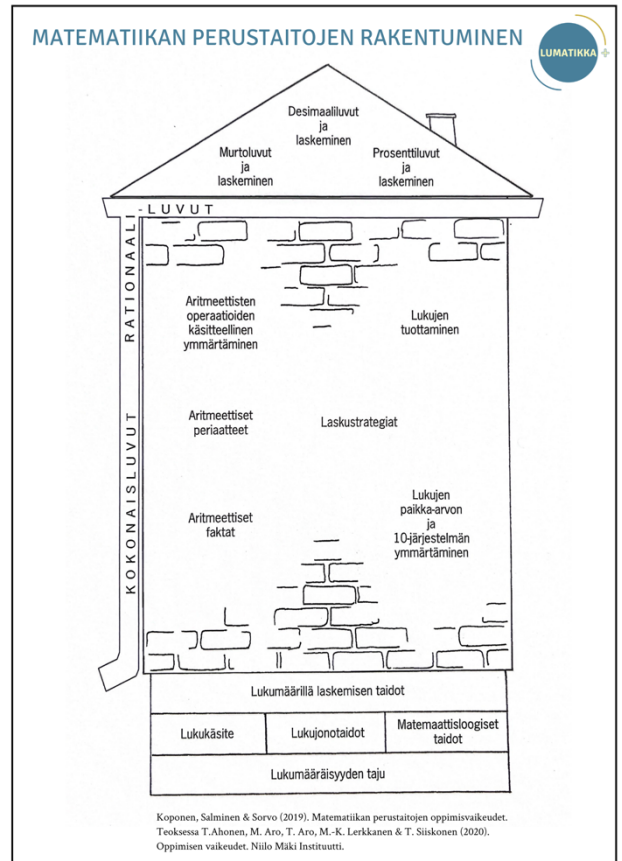 MATEMATIIKAN PERUSTAITOJEN RAKENTUMINEN
LUMATIKKA +
Desimaaliluvut
ja
laskeminen
Murtoluvut
ja
laskeminen
Prosenttiluvut
ja
laskeminen
RATIONAALI-LUVUT
KOKONAISLUVUT
Aritmeettisten
operaatioiden
käsitteellinen
ymmärtäminen
Lukujen
tuottaminen
Aritmeettiset
periaatteet
Laskustrategiat
Aritmeettiset
faktat
Lukujen
paikka-arvon
ja
10-järjestelmän
ymmärtäminen
Lukumäärillä laskemisen taidot
Lukukäsite
Lukujonotaidot
Matemaattisloogiset
taidot
Lukumääräisyyden taju
Koponen, Salminen & Sorvo (2019). Matematiikan perustaitojen oppimisvaikeudet.
Teoksessa T.Ahonen, M. Aro, T. Aro, M.-K. Lerkkanen & T. Siiskonen (2020).
Oppimisen vaikeudet. Niilo Mäki Instituutti.